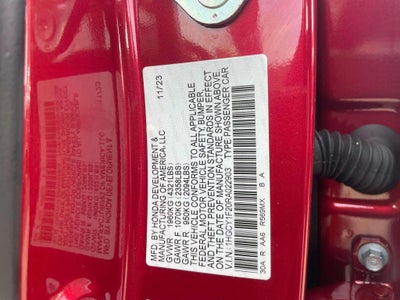 MFD. BY HONDA DEVELOPMENT & 11/23
MANUFACTURING OF AMERICA, LLC
GVWR 1960KG ( 4321LBS)
GAWR F 1070KG ( 2358LBS)
GAWR R 950KG ( 2094LBS)
THIS VEHICLE CONFORMS TO ALL APPLICABLE
FEDERAL MOTOR VEHICLE SAFETY, BUMPER,
AND THEFT PREVENTION STANDARDS IN EFFECT
ON THE DATE OF MANUFACTURE SHOWN ABOVE.
V.I.N. 1HGCY1F20RA022903 TYPE:PASSENGER CAR
30A R AA6 R569MX B A